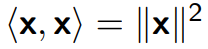 ⟨x, x⟩ = ‖x‖²